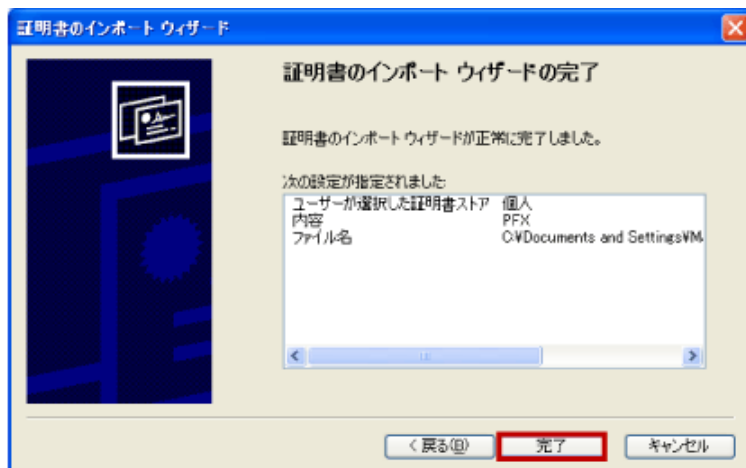 証明書のインポート ウィザード
証明書のインポート ウィザードの完了
証明書のインポート ウィザードが正常に完了しました。
次の設定が指定されました:
ユーザーが選択した証明書ストア 個人
内容 PFX
ファイル名 C:¥Documents and Settings¥M
< 戻る(B) 完了 キャンセル